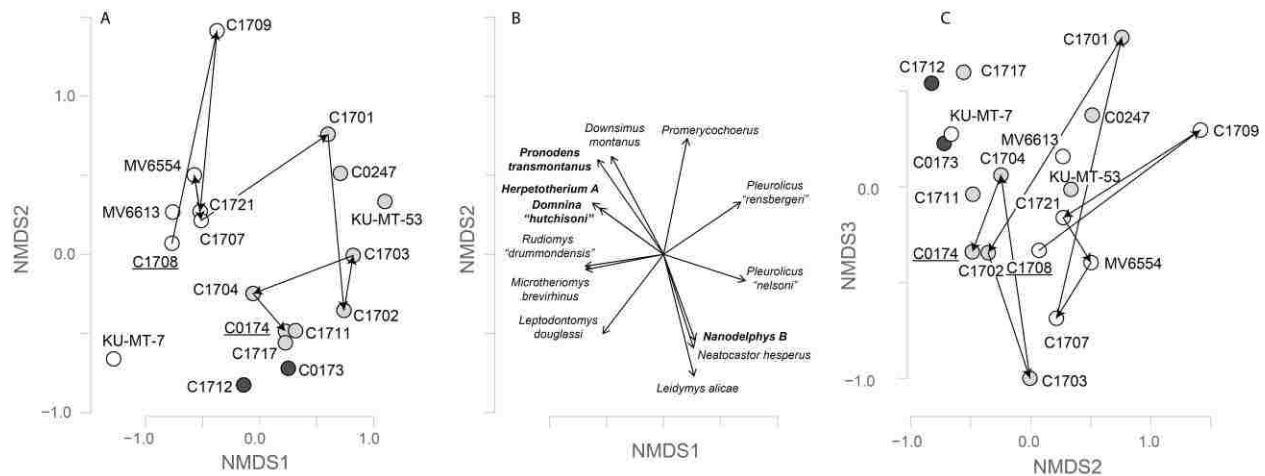 A
C1709
1.0
C1701
MV6554
C0247
C1721
MV6613
KU-MT-53
C1707
NMDS2
0.0
C1708
C1703
C1704
C1702
C0174
C1711
C1717
KU-MT-7
C0173
C1712
−1.0
−1.0
0.0
1.0
NMDS1
B
NMDS2
Downsimus
montanus
Promerycochoerus
Pronodens
transmontanus
Herpetotherium A
Domnina
“hutchisoni”
Pleurolicus
“rensbergeri”
Rudiomys
“drummondensis”
Microtheriomys
brevirhinus
Pleurolicus
“nelsoni”
Leptodontomys
douglassi
Nanodelphys B
Neatocastor hesperus
Leidymys alicae
NMDS1
C
C1701
C1712
C1717
KU-MT-7
C0247
MV6613
C1709
C0173
C1704
KU-MT-53
NMDS3
0.0
C1711
C1721
C0174
C1702
C1708
MV6554
C1707
−1.0
C1703
−1.0
0.0
1.0
NMDS2